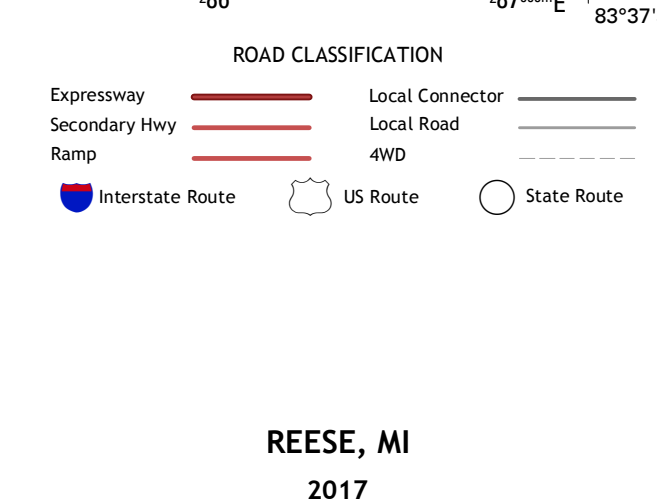 83°37'
ROAD CLASSIFICATION
Expressway
Local Connector
Secondary Hwy
Local Road
Ramp
4WD
Interstate Route
US Route
State Route
REESE, MI
2017